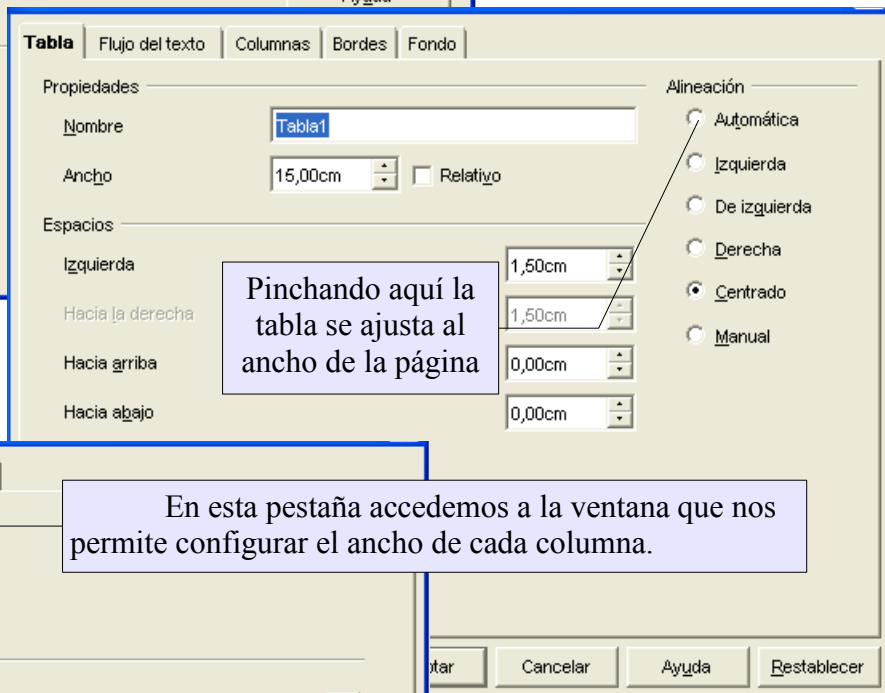 Ayuda
Tabla Flujo del texto Columnas Bordes Fondo
Propiedades
Alineación
Nombre Tabla1
Automática
Ancho 15,00cm Relativo
Izquierda
De izquierda
Espacios
Izquierda 1,50cm
Derecha
Hacia la derecha 1,50cm
Centrado
Hacia arriba 0,00cm
Manual
Hacia abajo 0,00cm
Pinchando aquí la
tabla se ajusta al
ancho de la página
En esta pestaña accedemos a la ventana que nos
permite configurar el ancho de cada columna.
Cancelar Ayuda Restablecer